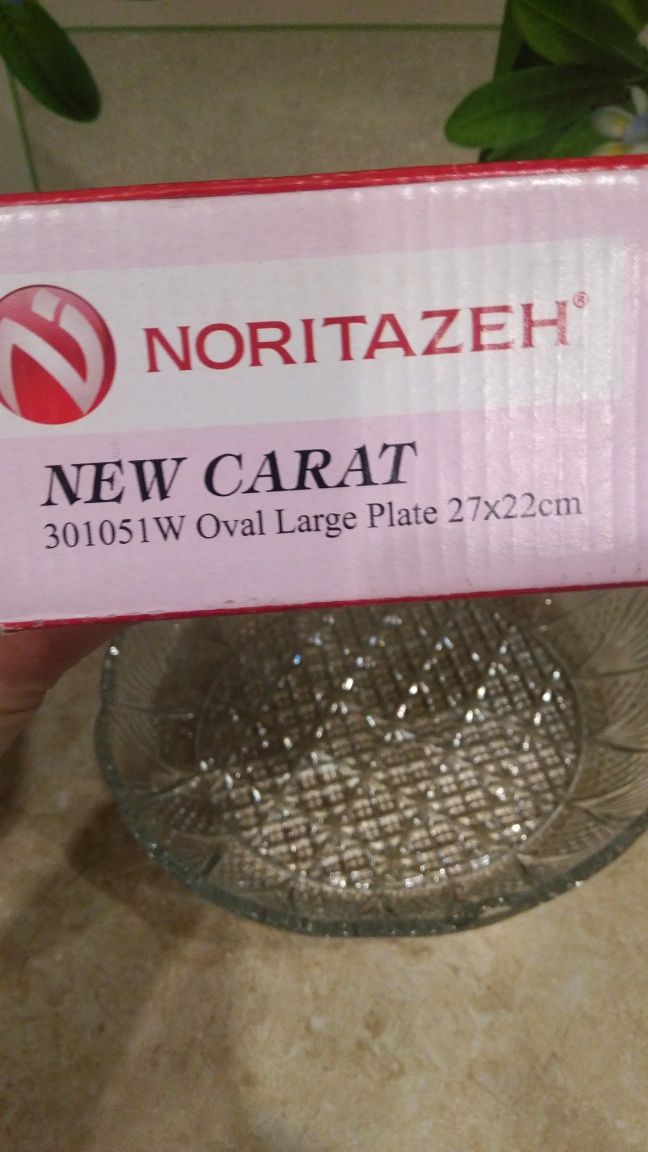 NORITAZEH®
NEW CARAT
301051W Oval Large Plate 27x22cm